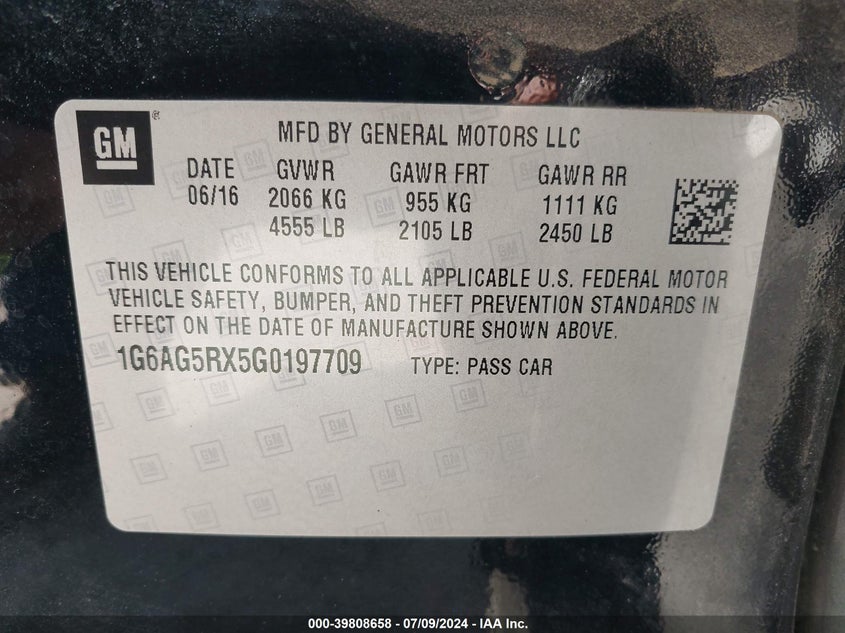 GM
MFD BY GENERAL MOTORS LLC
DATE GVWR GAWR FRT GAWR RR
06/16 2066 KG 955 KG 1111 KG
4555 LB 2105 LB 2450 LB
THIS VEHICLE CONFORMS TO ALL APPLICABLE U.S. FEDERAL MOTOR
VEHICLE SAFETY, BUMPER, AND THEFT PREVENTION STANDARDS IN
EFFECT ON THE DATE OF MANUFACTURE SHOWN ABOVE.
1G6AG5RX5G0197709 TYPE: PASS CAR
000-39808658 - 07/09/2024 - IAA Inc.